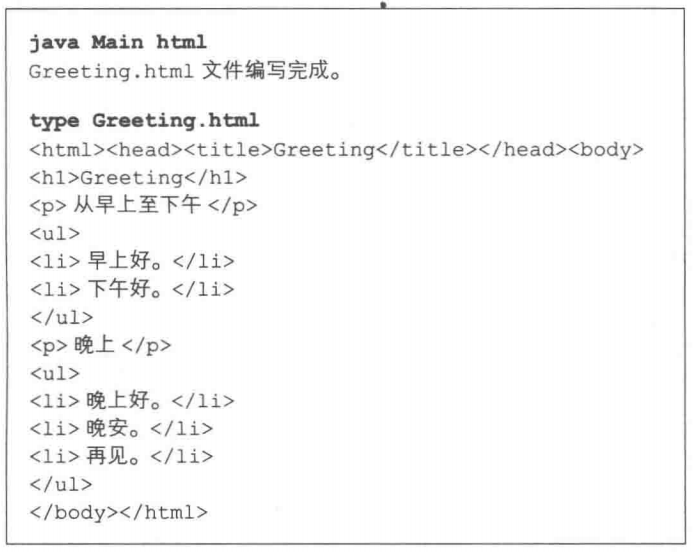 java Main html
Greeting.html 文件编写完成。
type Greeting.html
<html><head><title>Greeting</title></head><body>
<h1>Greeting</h1>
<p> 从早上至下午 </p>
<ul>
<li> 早上好。</li>
<li> 下午好。</li>
</ul>
<p> 晚上 </p>
<ul>
<li> 晚上好。</li>
<li> 晚安。</li>
<li> 再见。</li>
</ul>
</body></html>